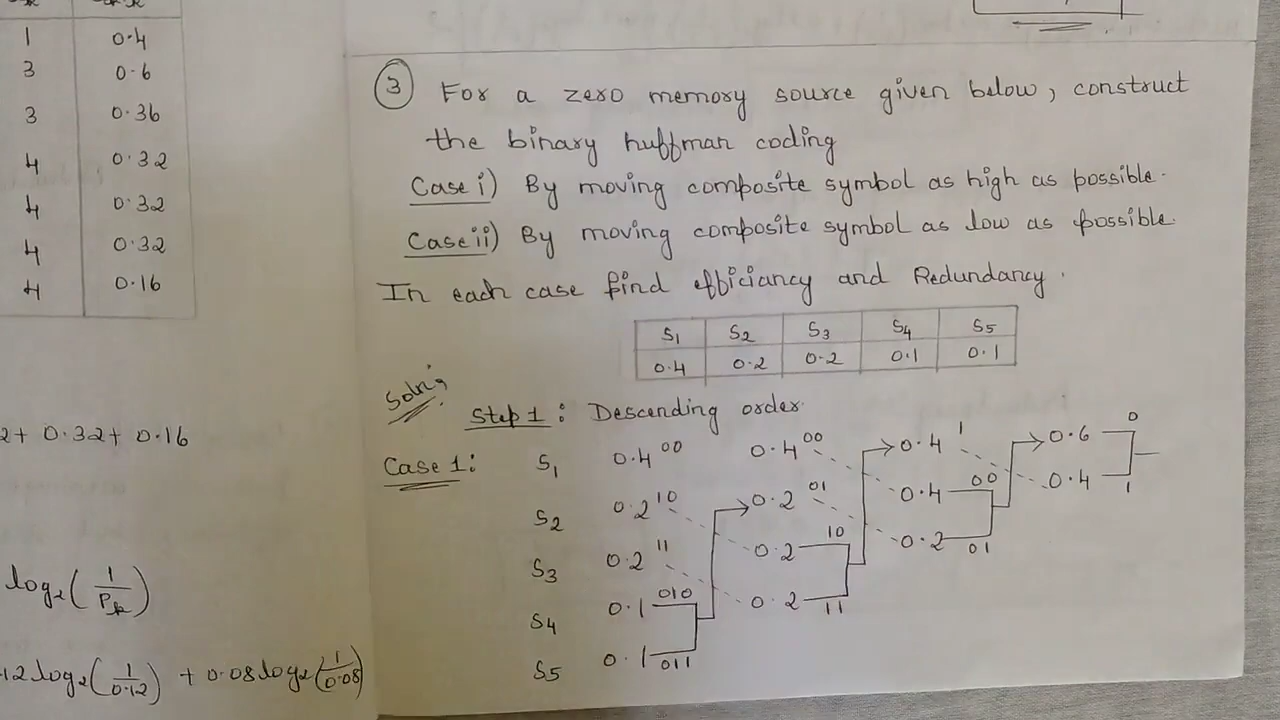 1 0.4
3 0.6
3 0.36
4 0.32
4 0.32
4 0.32
4 0.16
2 + 0.32 + 0.16
log₂(1/Pₖ)
.12 log₂(1/0.12) + 0.08 log₂(1/0.08)
③ For a zero memory source given below, construct
the binary huffman coding
Case i) By moving composite symbol as high as possible.
Case ii) By moving composite symbol as low as possible.
In each case find efficiancy and Redundancy.
S₁ S₂ S₃ S₄ S₅
0.4 0.2 0.2 0.1 0.1
Soln;
Step 1 : Descending order.
Case 1: S₁ 0.4 00 0.4 00 0.4 1 0.6 0
S₂ 0.2 10 0.2 01 0.4 00 0.4 1
S₃ 0.2 11 0.2 10 0.2 01
S₄ 0.1 010 0.2 11
S₅ 0.1 011